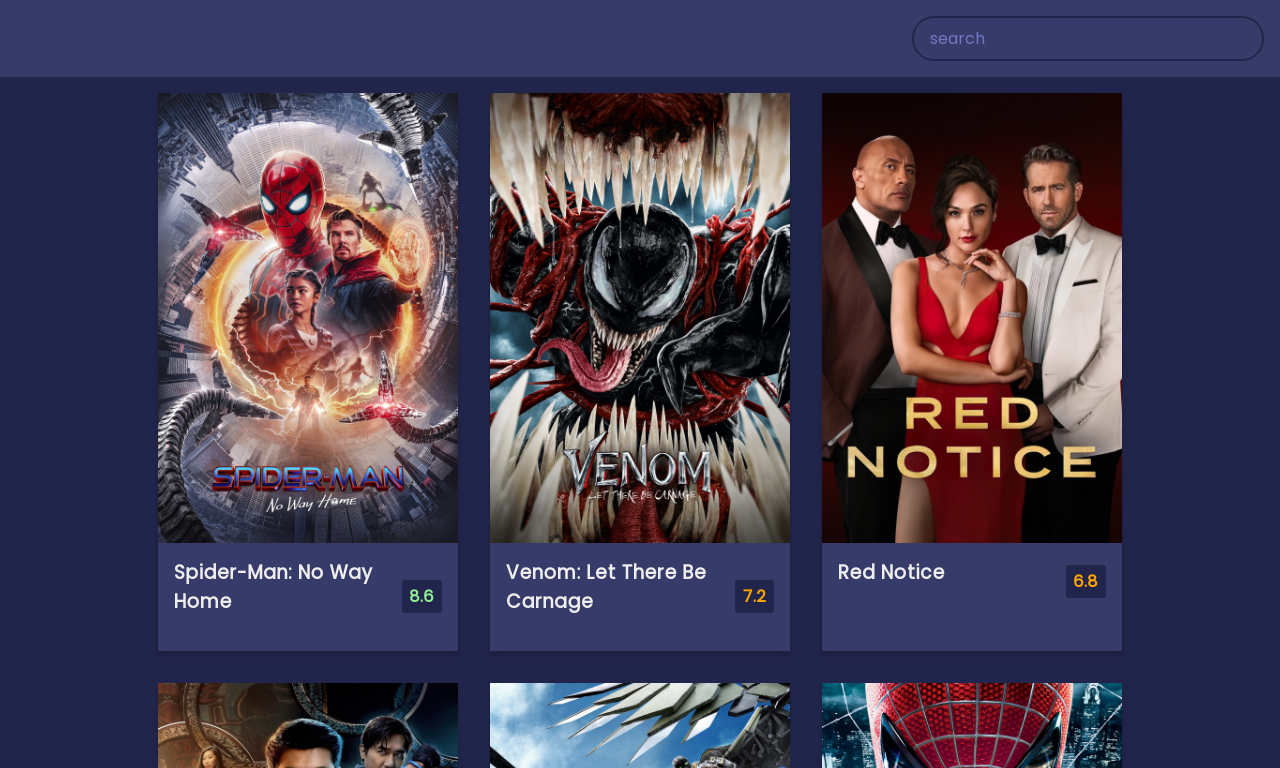 search
SPIDER-MAN
No Way Home
VENOM
LET THERE BE CARNAGE
RED
NOTICE
Spider-Man: No Way
Home
8.6
Venom: Let There Be
Carnage
7.2
Red Notice
6.8